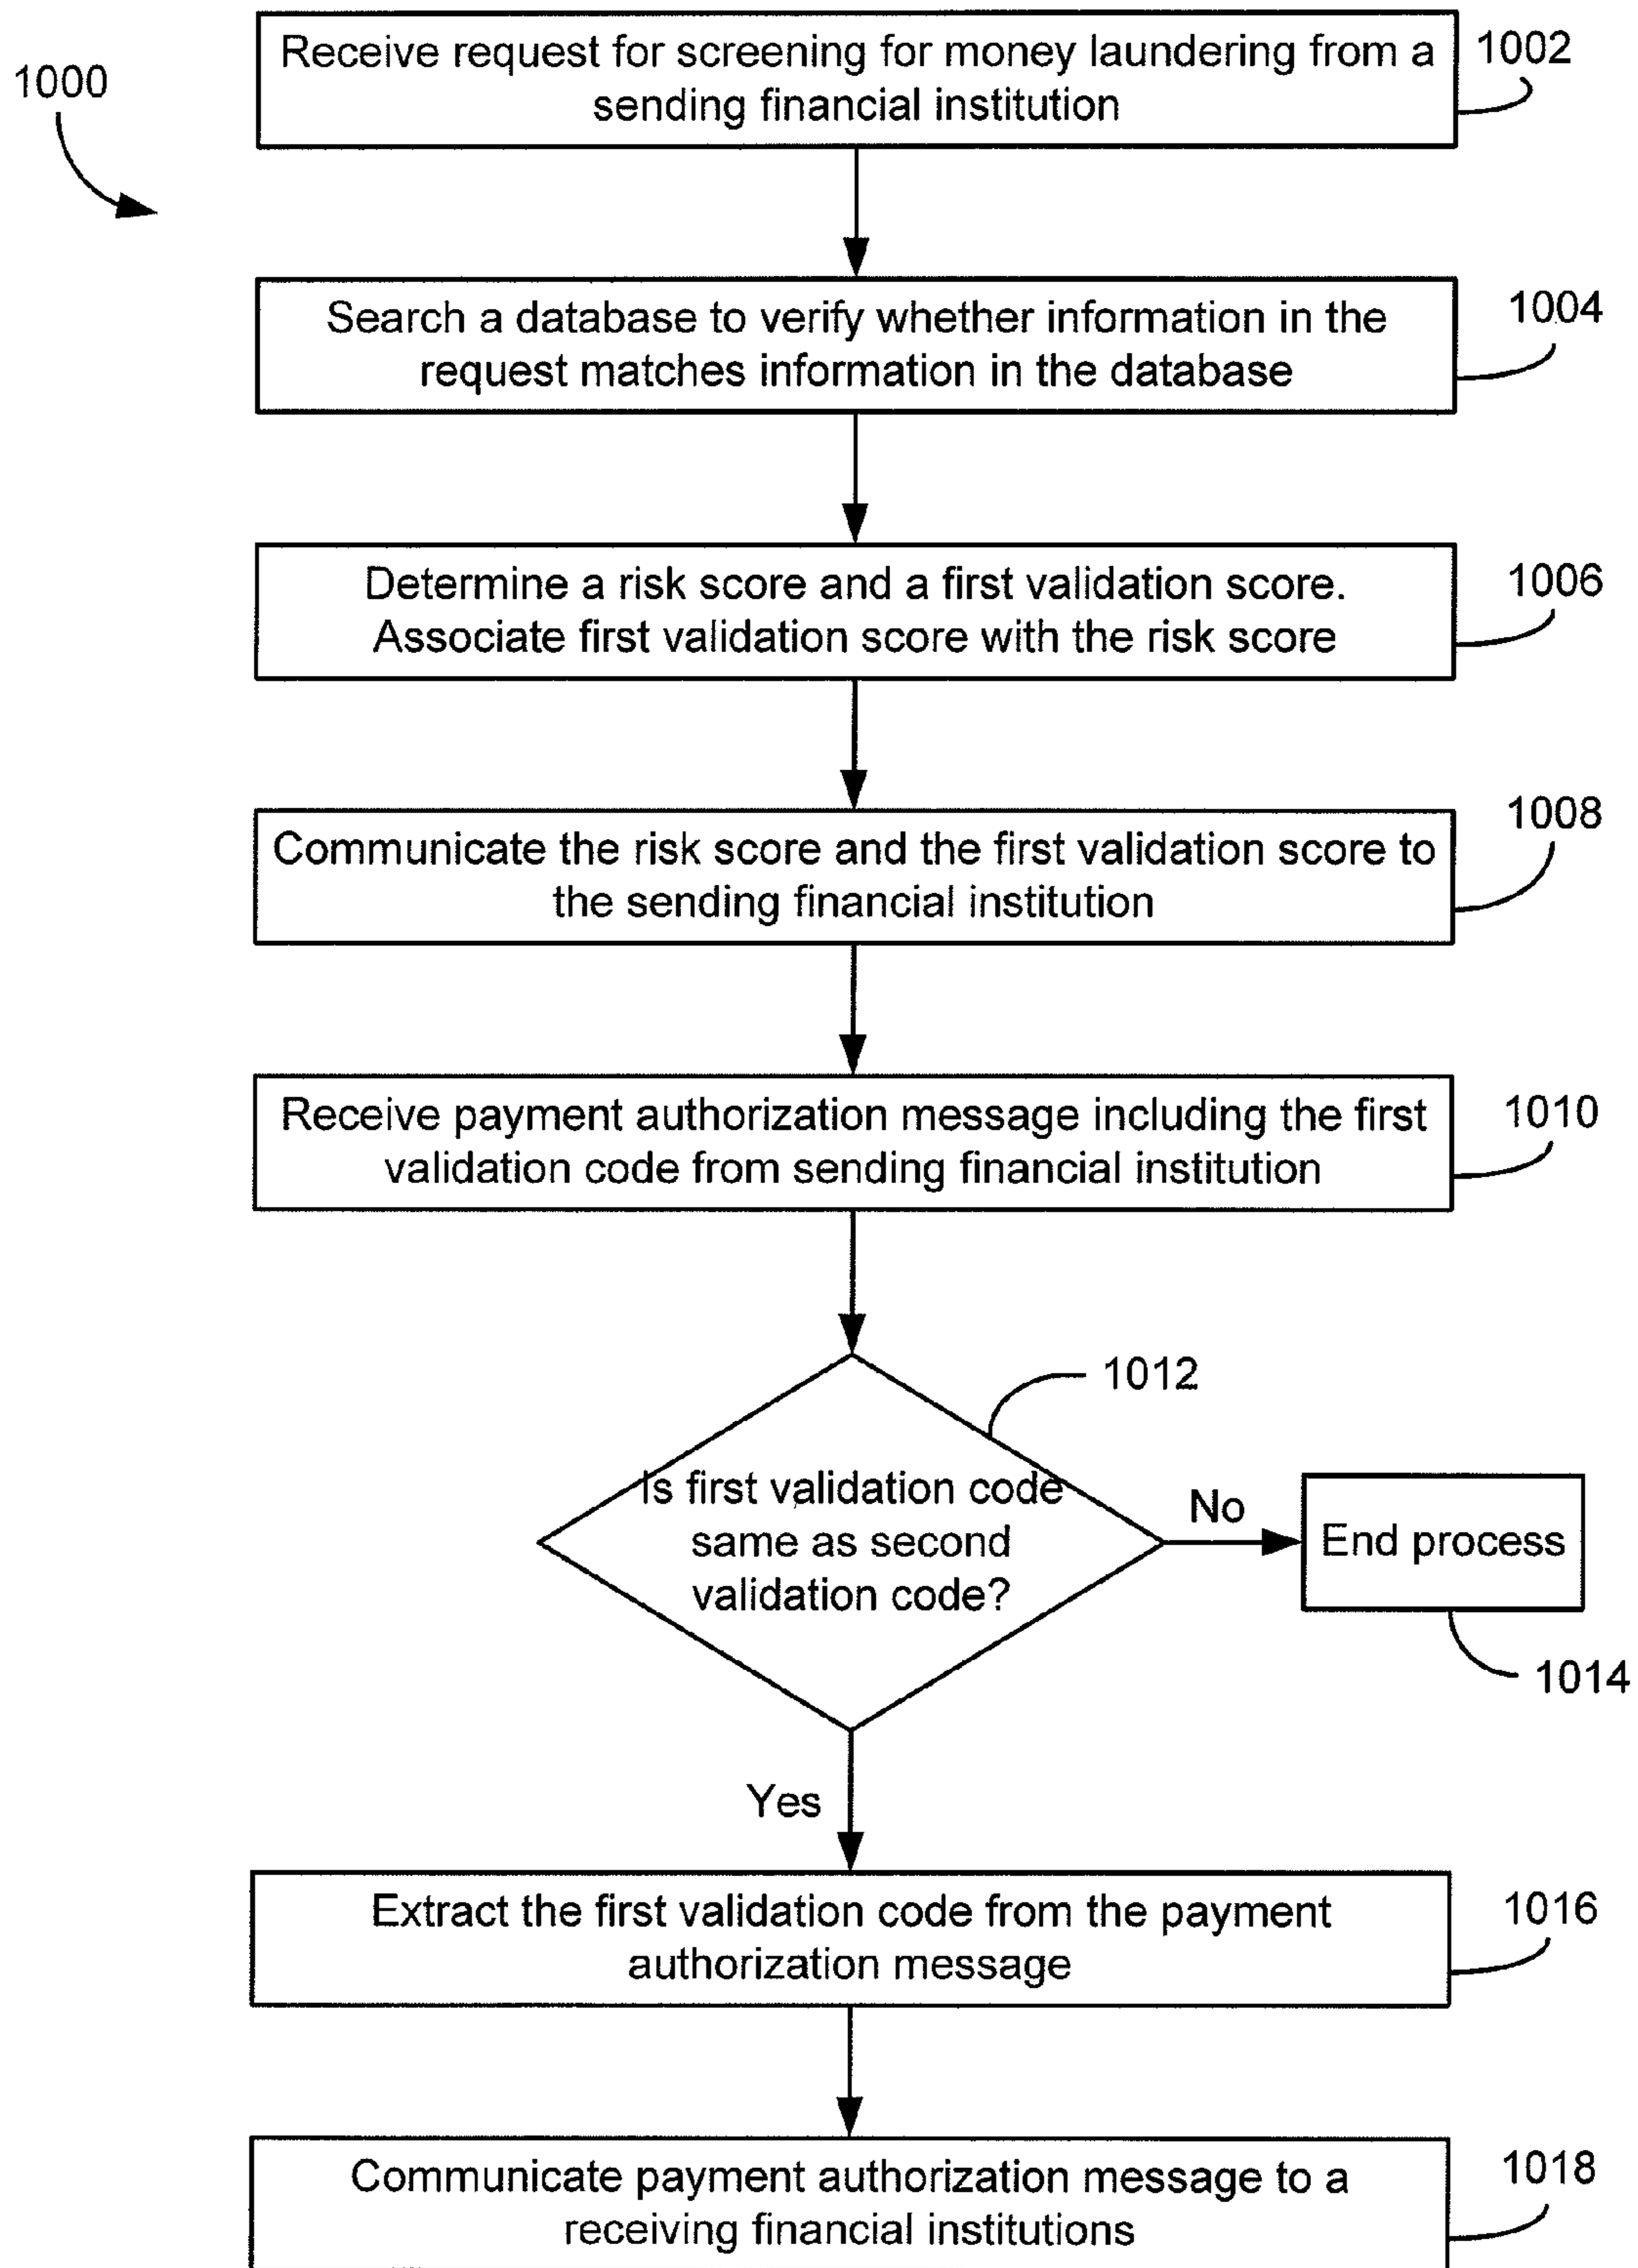 1000
Receive request for screening for money laundering from a
sending financial institution
1002
Search a database to verify whether information in the
request matches information in the database
1004
Determine a risk score and a first validation score.
Associate first validation score with the risk score
1006
Communicate the risk score and the first validation score to
the sending financial institution
1008
Receive payment authorization message including the first
validation code from sending financial institution
1010
1012
Is first validation code
same as second
validation code?
No
End process
1014
Yes
Extract the first validation code from the payment
authorization message
1016
Communicate payment authorization message to a
receiving financial institutions
1018